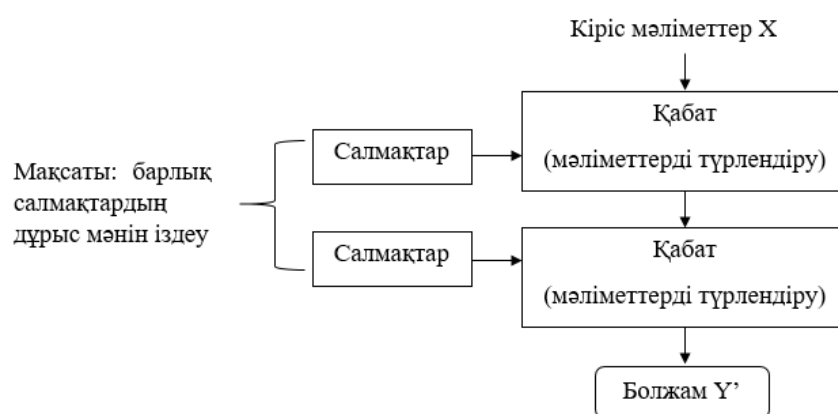 Кіріс мәліметтер X
Қабат
(мәліметтерді түрлендіру)
Салмақтар
Мақсаты: барлық
салмақтардың
дұрыс мәнін іздеу
Салмақтар
Қабат
(мәліметтерді түрлендіру)
Болжам Y’